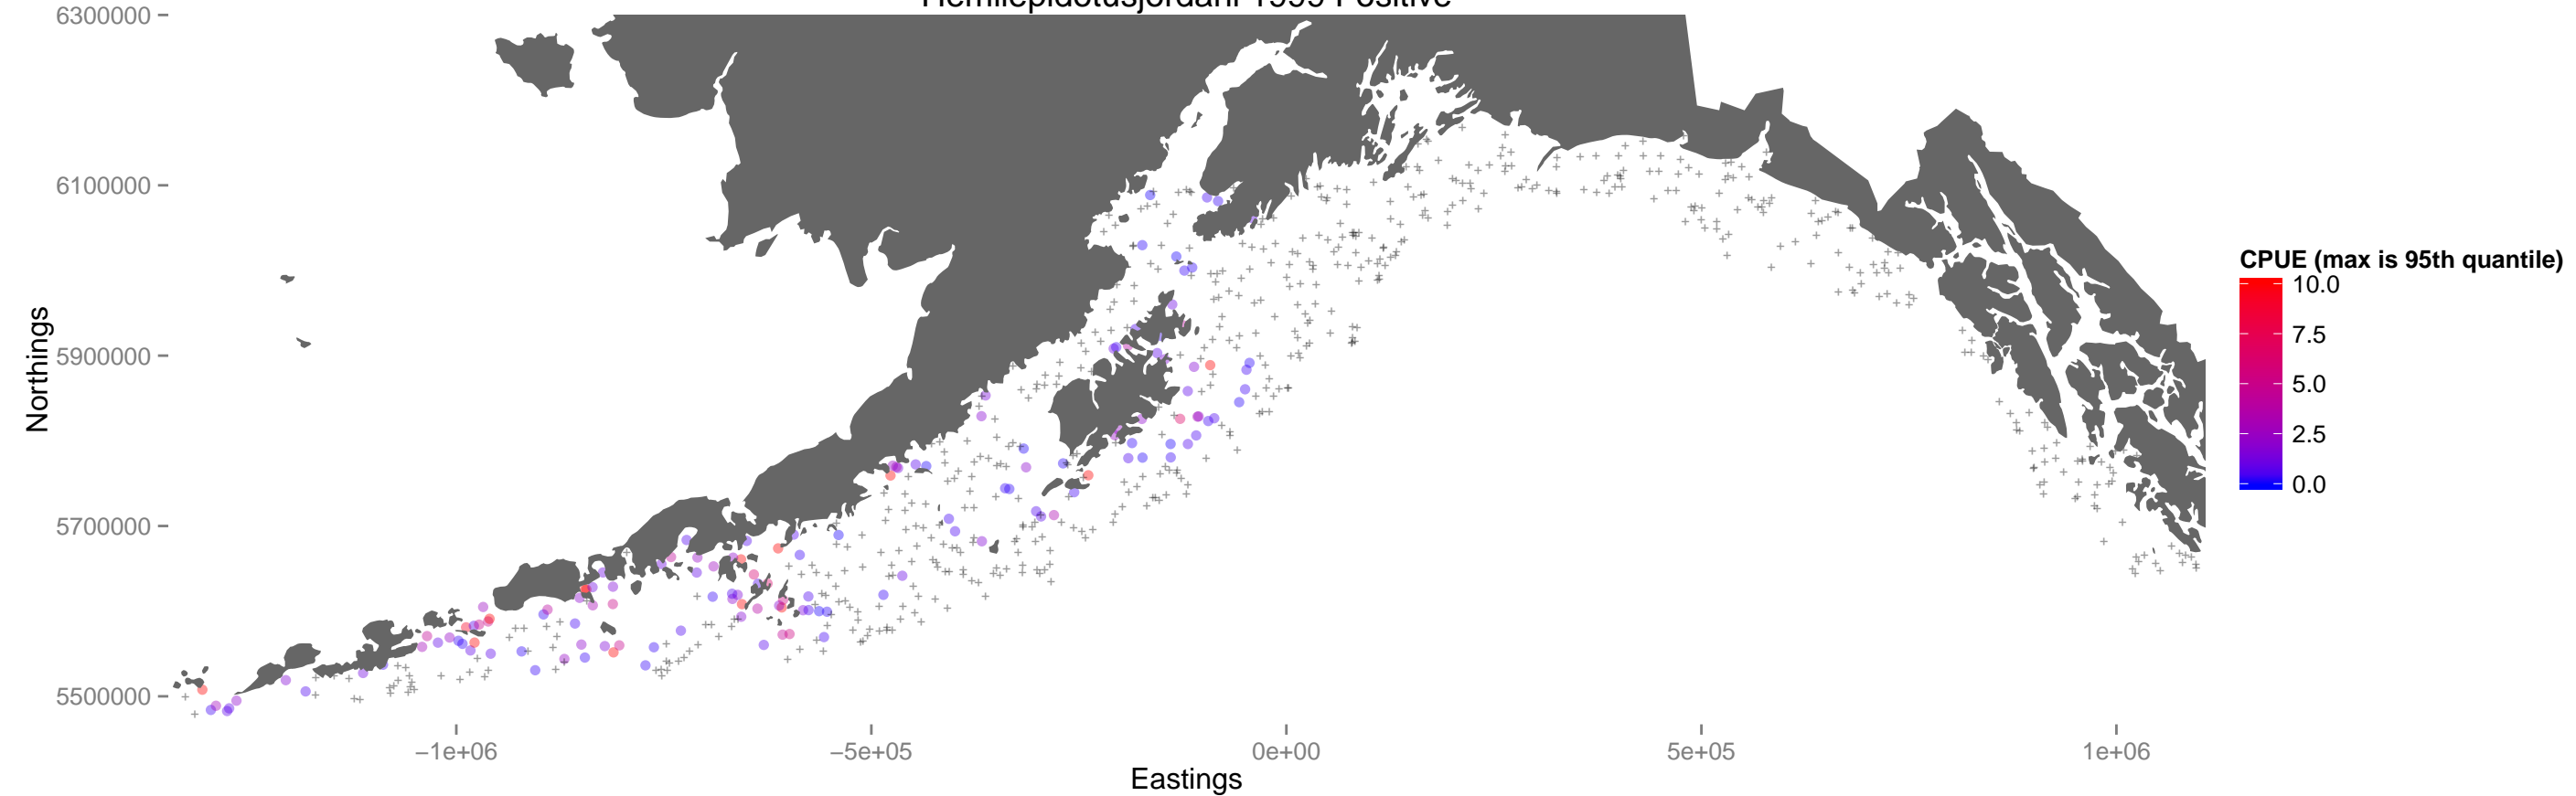 Hemilepidotusjordani 1999 Positive
6300000
6100000
5900000
5700000
5500000
Northings
−1e+06
−5e+05
0e+00
5e+05
1e+06
Eastings
CPUE (max is 95th quantile)
10.0
7.5
5.0
2.5
0.0